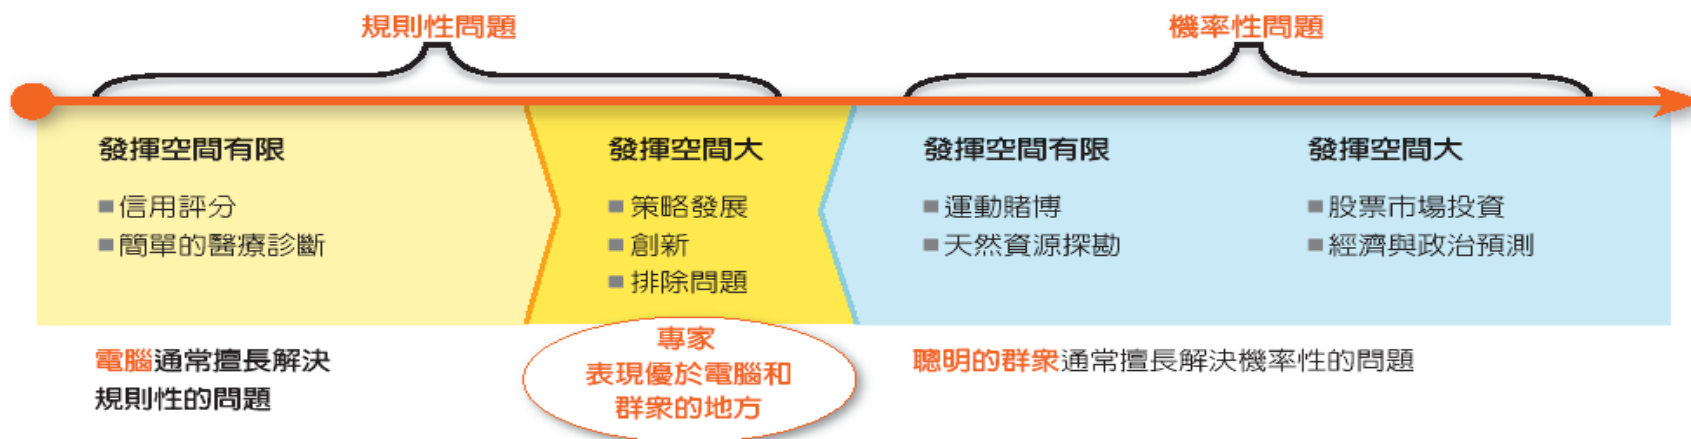 規則性問題
機率性問題
發揮空間有限
■信用評分
■簡單的醫療診斷
發揮空間大
■策略發展
■創新
■排除問題
發揮空間有限
■運動賭博
■天然資源探勘
發揮空間大
■股票市場投資
■經濟與政治預測
電腦通常擅長解決
規則性的問題
專家
表現優於電腦和
群眾的地方
聰明的群眾通常擅長解決機率性的問題